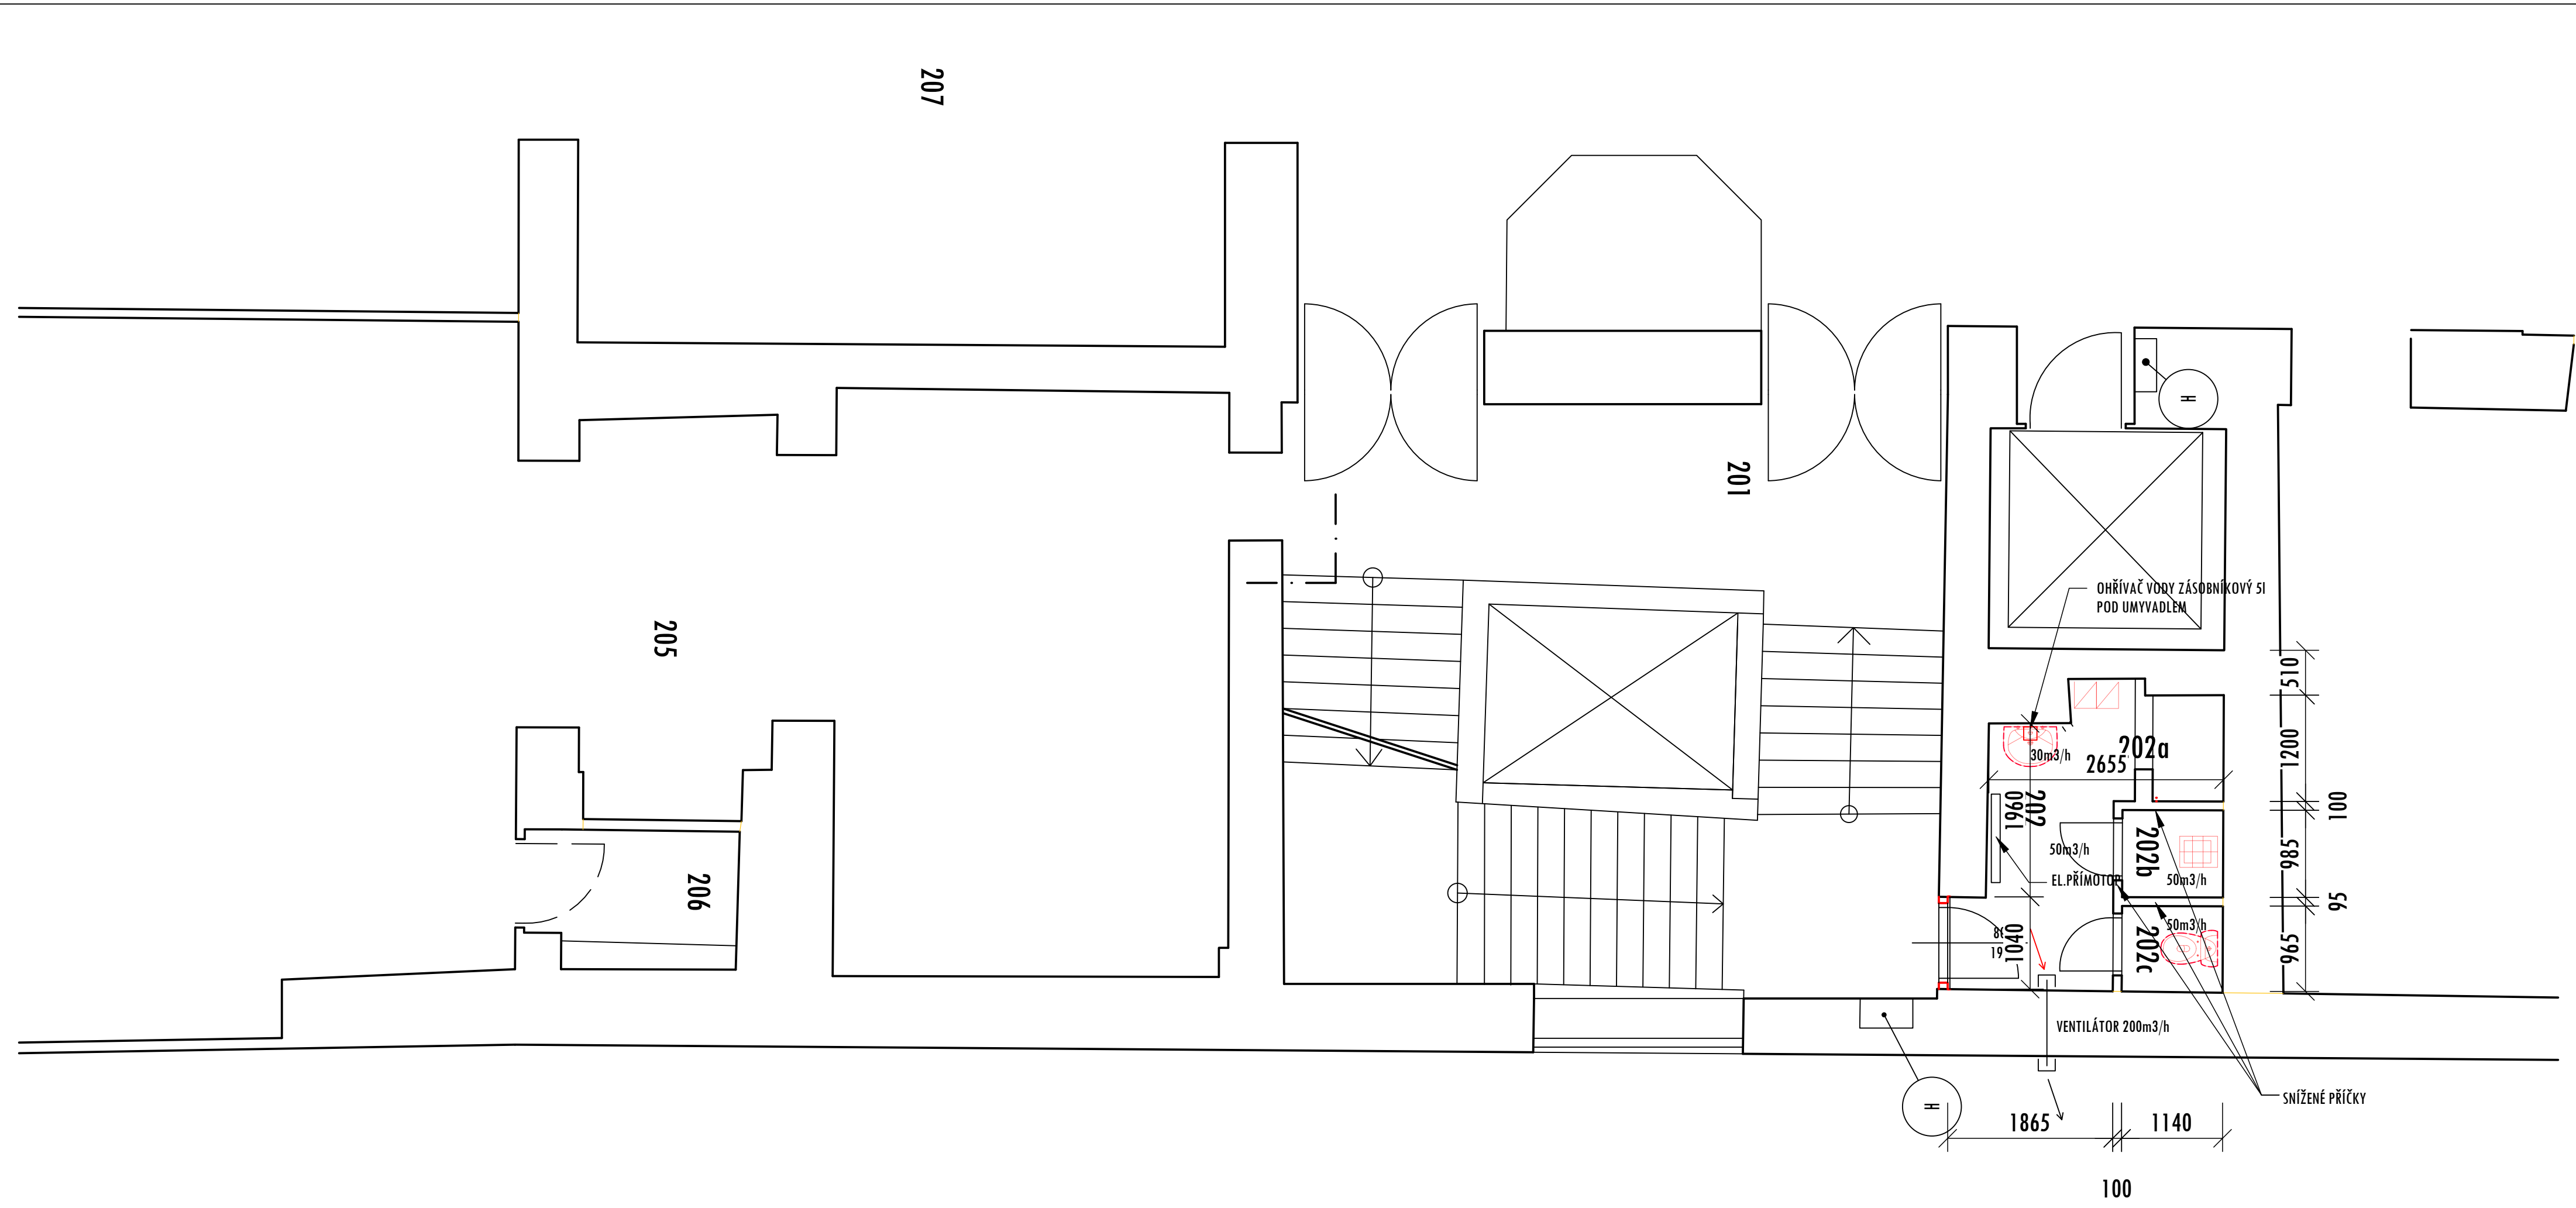 207
201
205
206
OHŘÍVAČ VODY ZÁSOBNÍKOVÝ 5l
POD UMYVADLEM
H
510
1200
100
985
95
965
202a
30m3/h
2655
1960
202
50m3/h
202b
50m3/h
EL.PŘÍMOTOP
50m3/h
202c
1040
VENTILÁTOR 200m3/h
SNÍŽENÉ PŘÍČKY
H
1865
1140
100